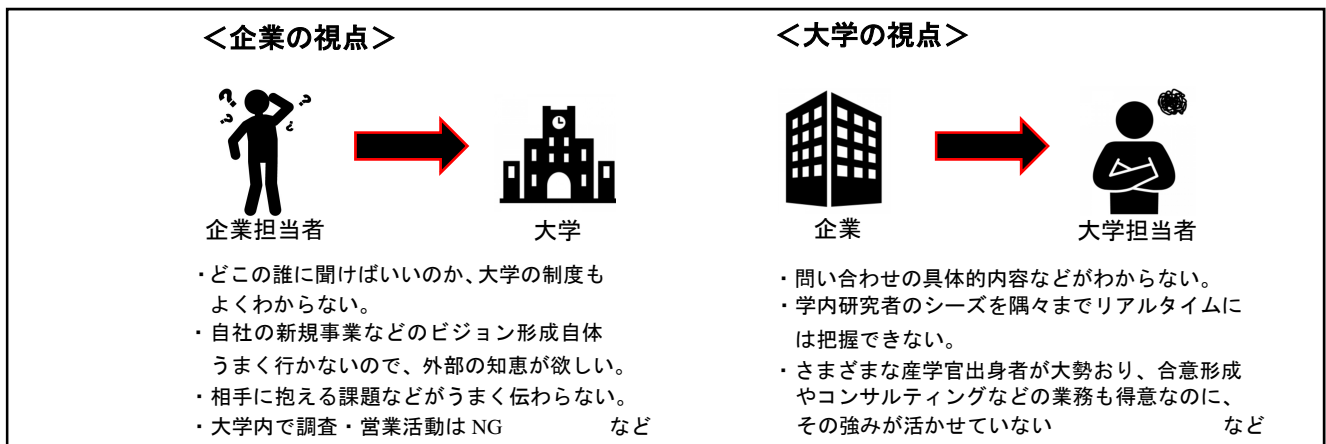 ＜企業の視点＞
企業担当者
大学
・どこの誰に聞けばいいのか、大学の制度も
よくわからない。
・自社の新規事業などのビジョン形成自体
うまく行かないので、外部の知恵が欲しい。
・相手に抱える課題などがうまく伝わらない。
・大学内で調査・営業活動は NG など
＜大学の視点＞
企業
大学担当者
・問い合わせの具体的内容などがわからない。
・学内研究者のシーズを隅々までリアルタイムに
は把握できない。
・さまざまな産学官出身者が大勢おり、合意形成
やコンサルティングなどの業務も得意なのに、
その強みが活かせていない など